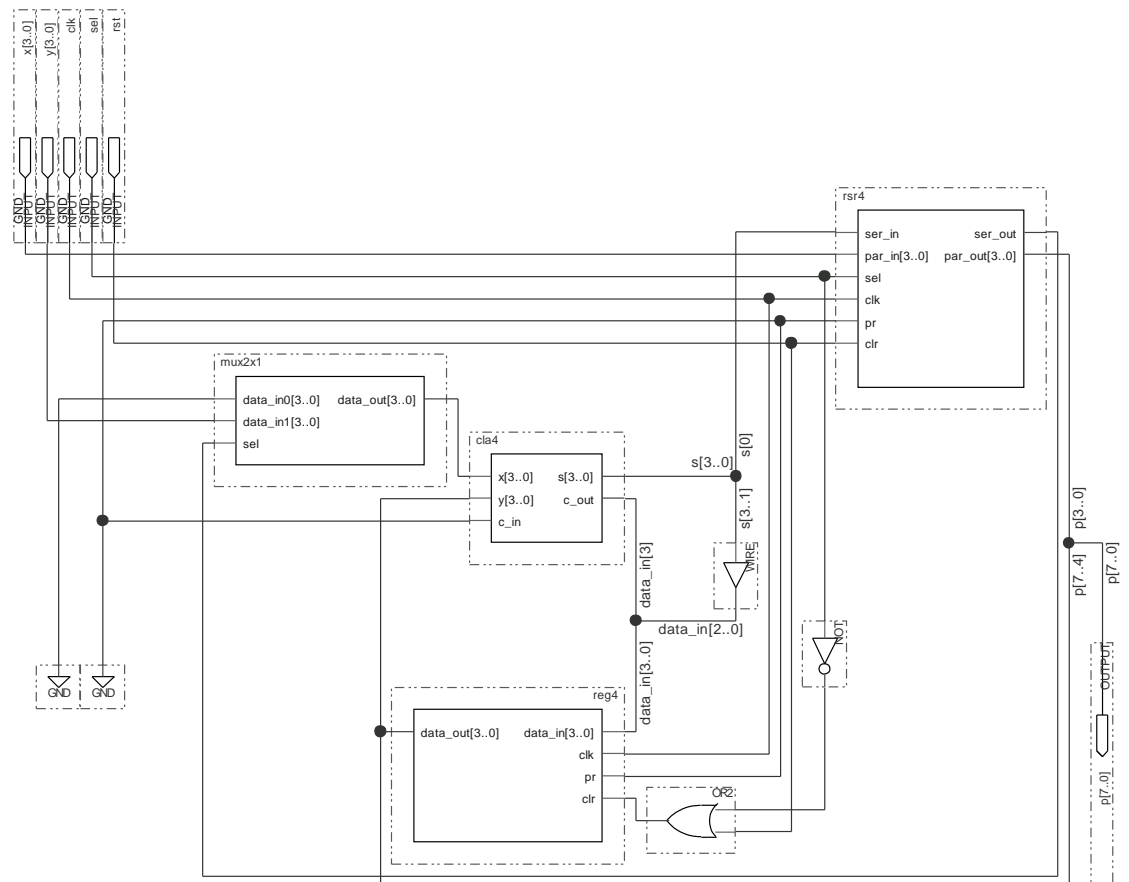 x[3..0]
y[3..0]
clk
sel
rst
GND
INPUT
GND
INPUT
GND
INPUT
GND
INPUT
GND
INPUT
rsr4
ser_in
ser_out
par_in[3..0]
par_out[3..0]
sel
clk
pr
clr
mux2x1
data_in0[3..0]
data_out[3..0]
data_in1[3..0]
sel
cla4
x[3..0]
s[3..0]
y[3..0]
c_out
c_in
s[3..0]
s[0]
s[3..1]
WIRE
data_in[3]
data_in[2..0]
data_in[3..0]
NOT
p[3..0]
p[7..4]
p[7..0]
OUTPUT
p[7..0]
GND
GND
reg4
data_out[3..0]
data_in[3..0]
clk
pr
clr
OR2